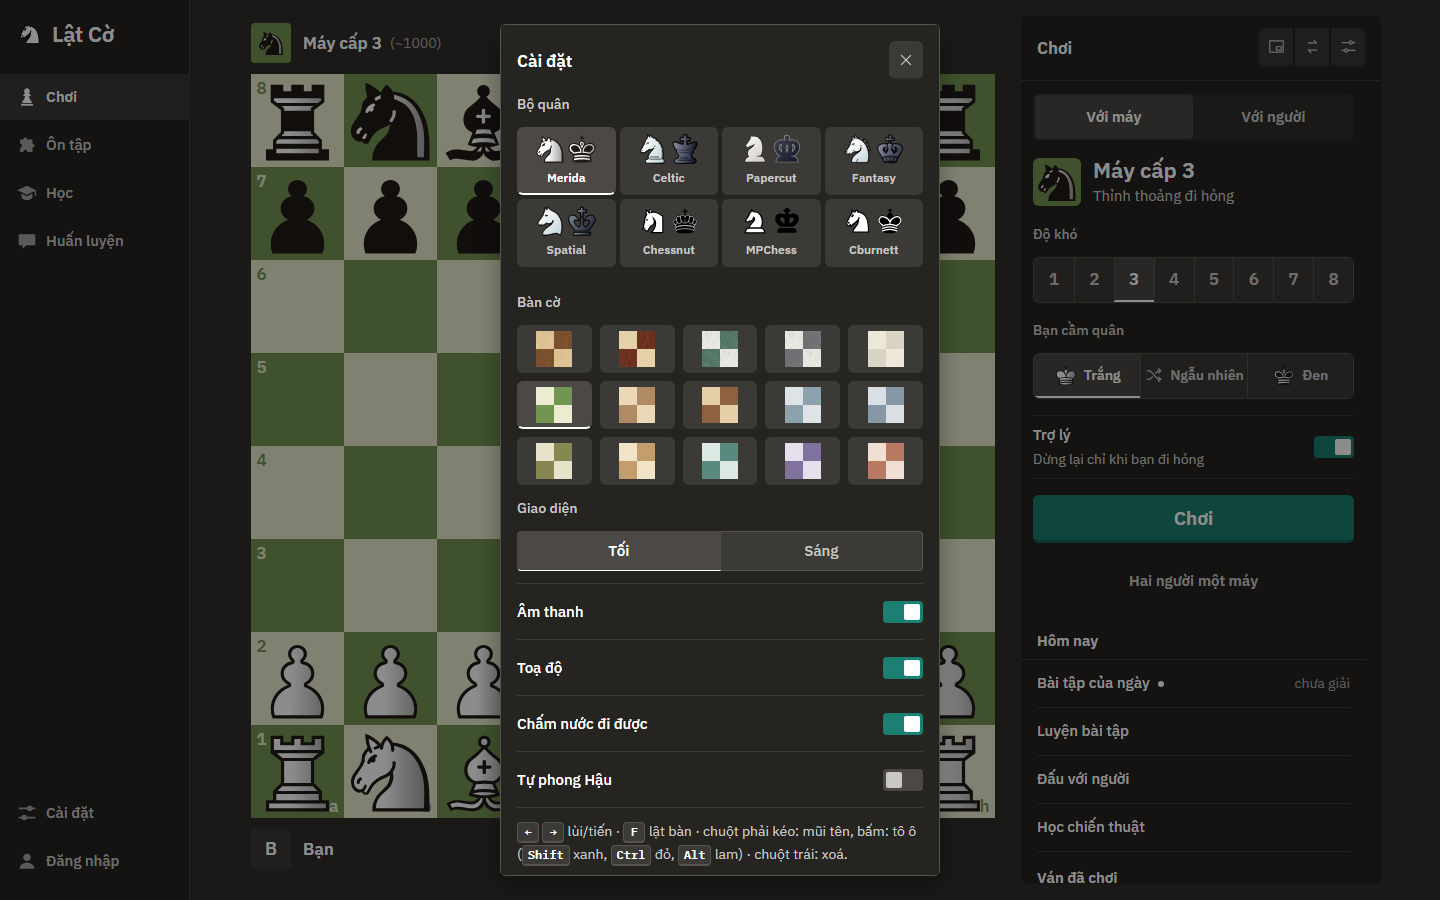 Lật Cờ
Chơi
Ôn tập
Học
Huấn luyện
Cài đặt
Đăng nhập
Máy cấp 3 (~1000)
8
7
6
5
4
3
2
1
a
h
B Bạn
Cài đặt
Bộ quân
Merida Celtic Papercut Fantasy
Spatial Chessnut MPChess Cburnett
Bàn cờ
Giao diện
Tối Sáng
Âm thanh
Toạ độ
Chấm nước đi được
Tự phong Hậu
← → lùi/tiến · F lật bàn · chuột phải kéo: mũi tên, bấm: tô ô
(Shift xanh, Ctrl đỏ, Alt lam) · chuột trái: xoá.
Chơi
Với máy Với người
Máy cấp 3
Thỉnh thoảng đi hỏng
Độ khó
1 2 3 4 5 6 7 8
Bạn cầm quân
Trắng Ngẫu nhiên Đen
Trợ lý
Dừng lại chỉ khi bạn đi hỏng
Chơi
Hai người một máy
Hôm nay
Bài tập của ngày chưa giải
Luyện bài tập
Đấu với người
Học chiến thuật
Ván đã chơi